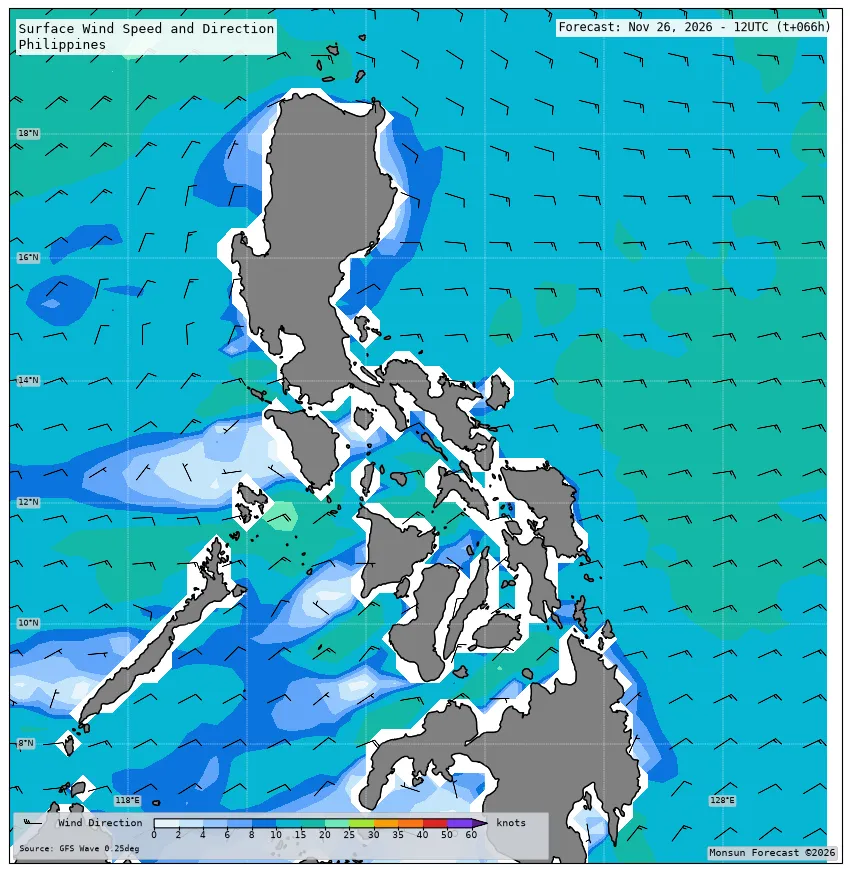 Surface Wind Speed and Direction
Philippines
Forecast: Nov 26, 2026 - 12UTC (t+066h)
18°N
16°N
14°N
12°N
10°N
8°N
118°E
128°E
Wind Direction
0 2 4 6 8 10 15 20 25 30 35 40 50 60
knots
Source: GFS Wave 0.25deg
Monsun Forecast ©2026